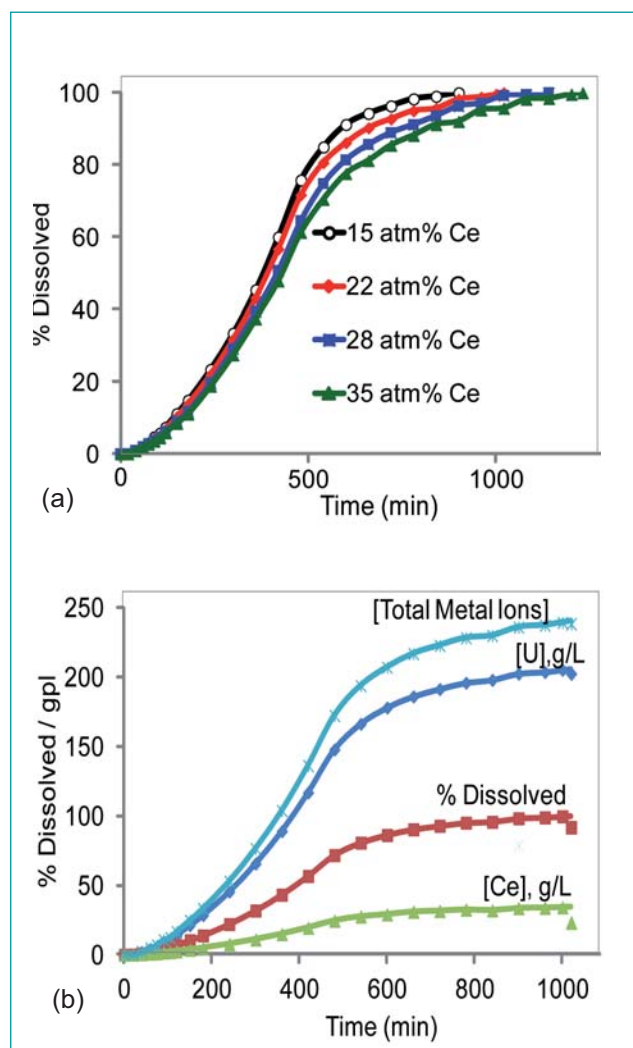 100
80
60
40
20
0
% Dissolved
15 atm% Ce
22 atm% Ce
28 atm% Ce
35 atm% Ce
0 500 1000
Time (min)
(a)
250
200
150
100
50
0
% Dissolved / gpl
[Total Metal Ions]
[U],g/L
% Dissolved
[Ce], g/L
0 200 400 600 800 1000
Time (min)
(b)